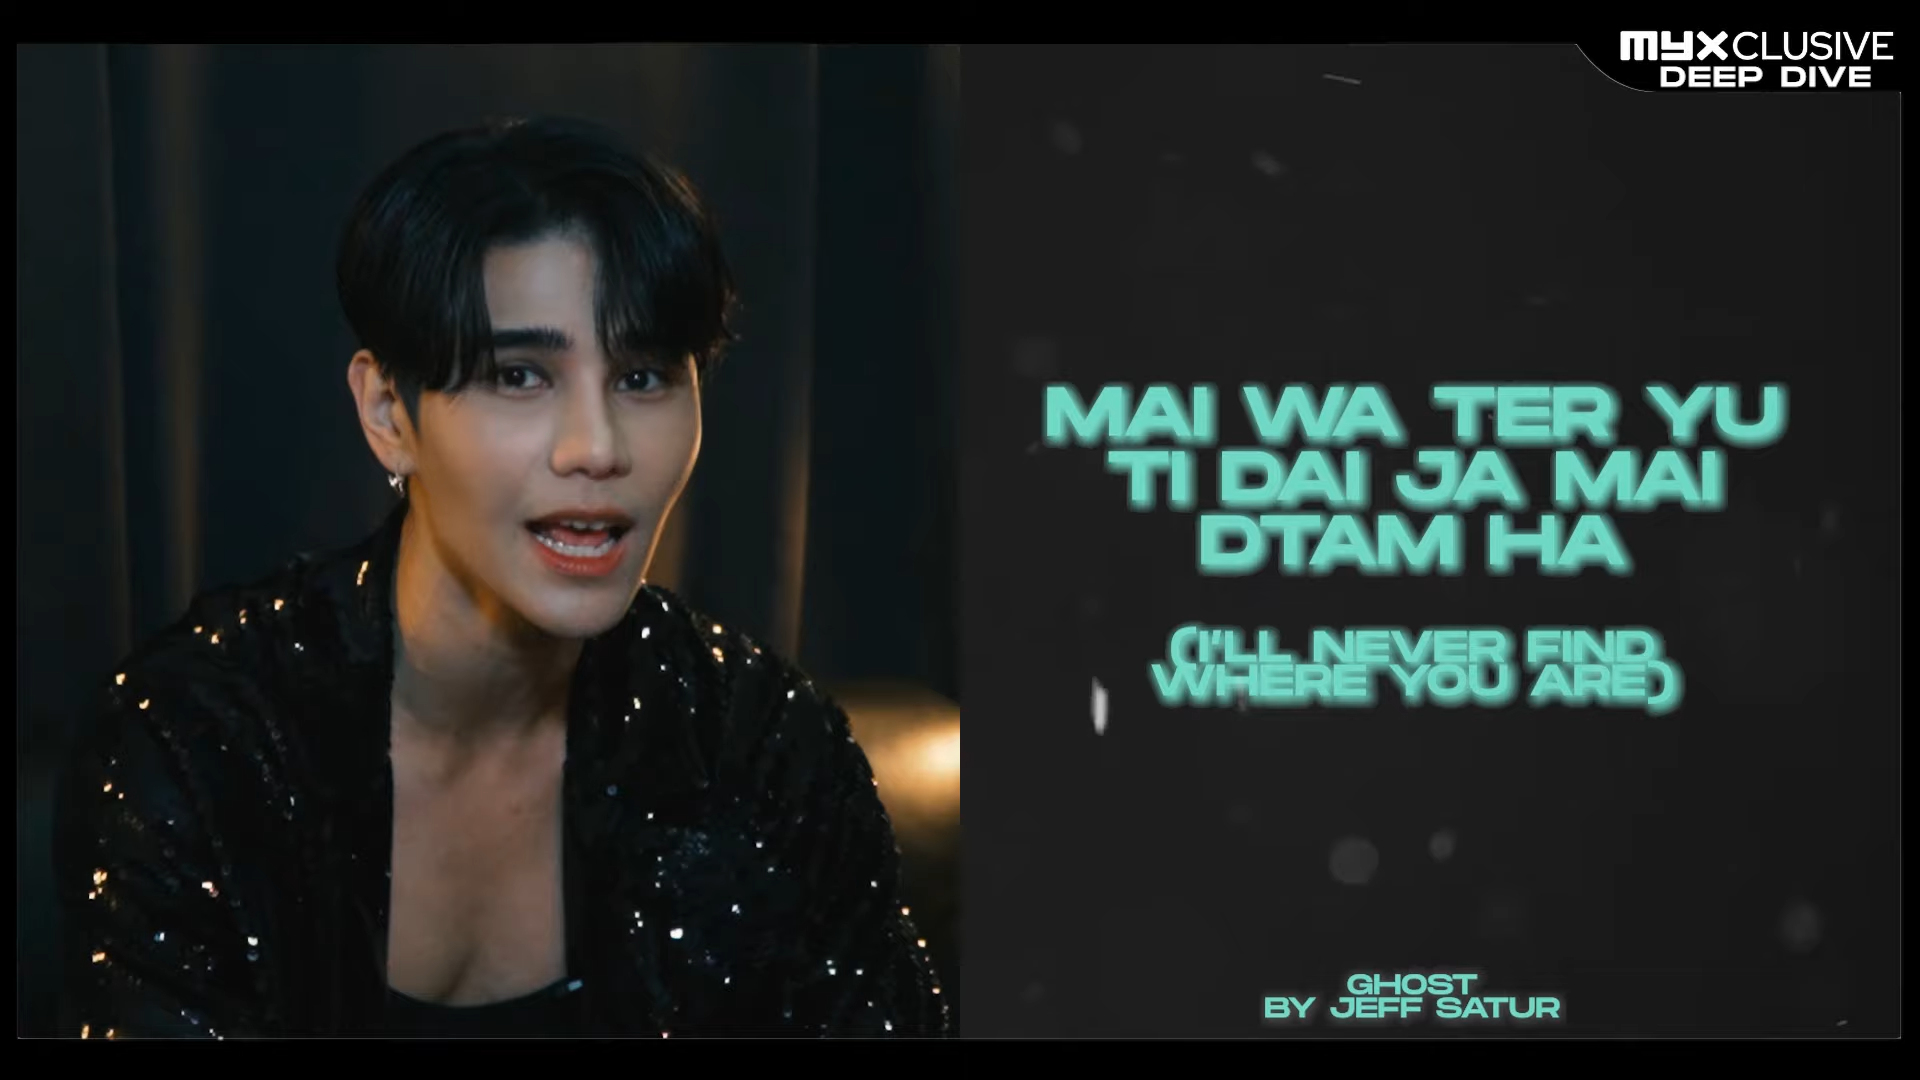 MYXCLUSIVE
DEEP DIVE
MAI WA TER YU
TI DAI JA MAI
DTAM HA
(I'LL NEVER FIND
WHERE YOU ARE)
GHOST
BY JEFF SATUR